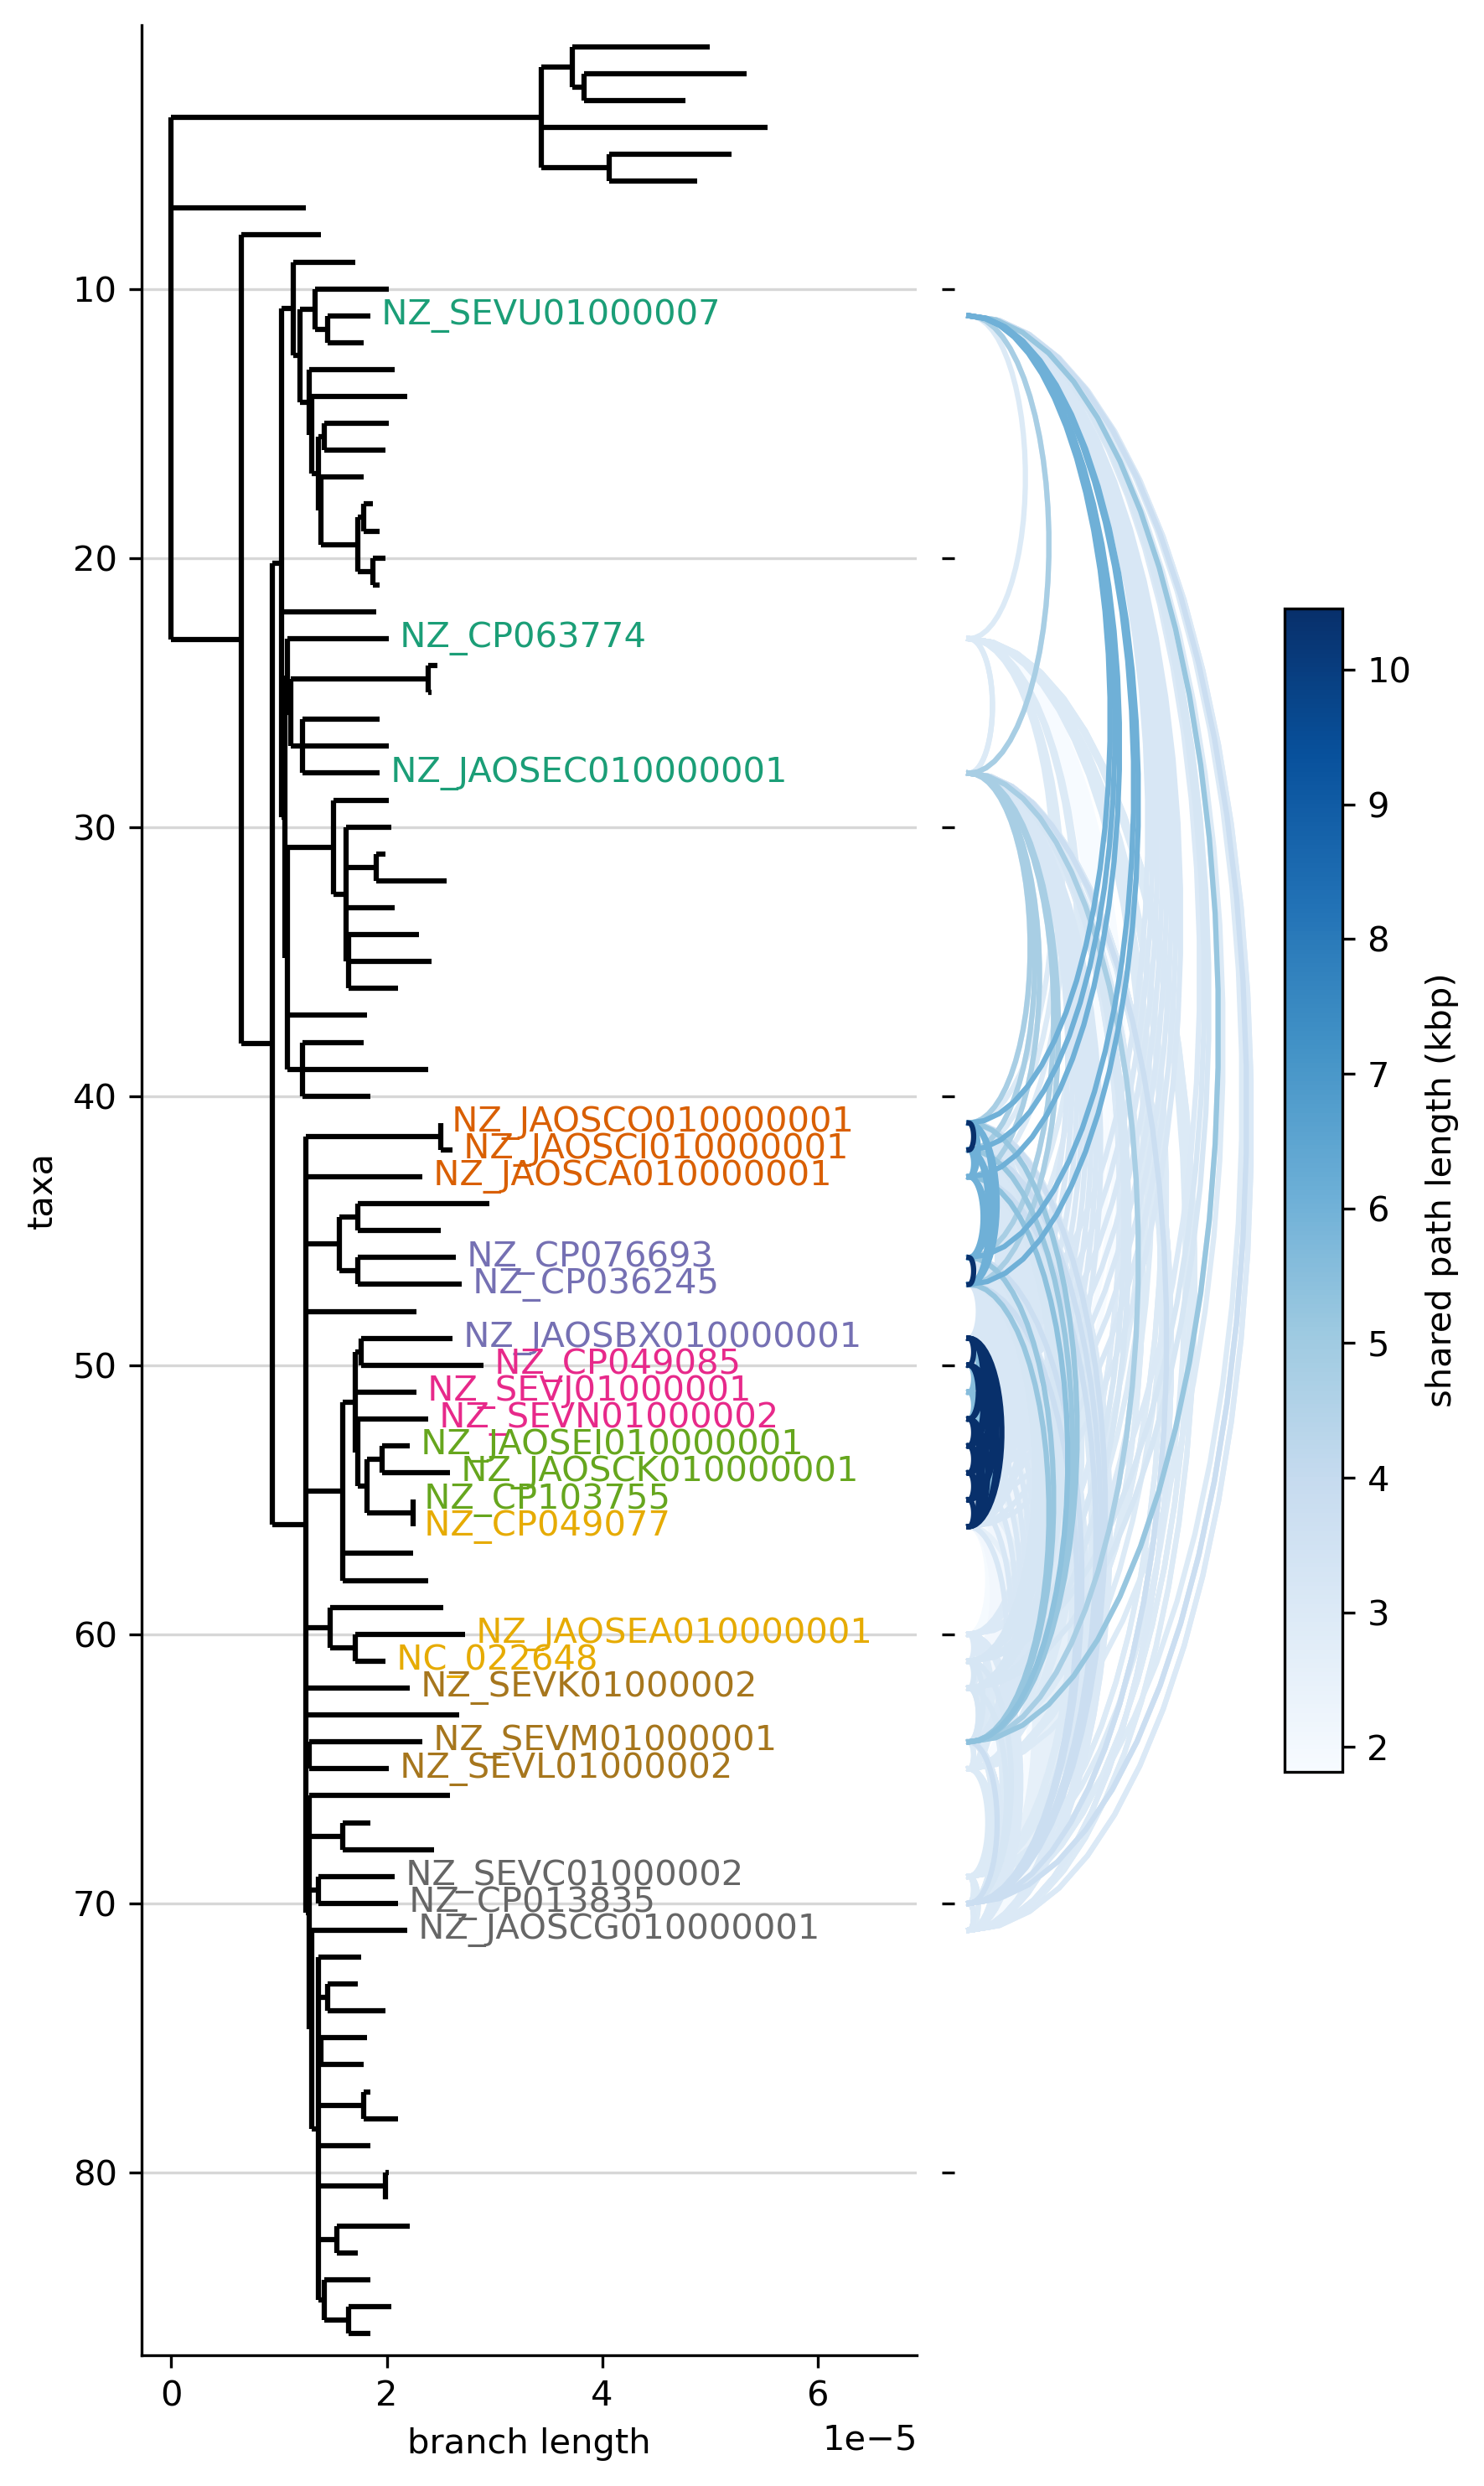 10
NZ_SEVU01000007
20
NZ_CP063774
NZ_JAOSEC010000001
30
40
NZ_JAOSCO010000001
NZ_JAOSCI010000001
NZ_JAOSCA010000001
NZ_CP076693
NZ_CP036245
NZ_JAOSBX010000001
50
NZ_CP049085
NZ_SEVJ01000001
NZ_SEVN01000002
NZ_JAOSEI010000001
NZ_JAOSCK010000001
NZ_CP103755
NZ_CP049077
60
NZ_JAOSEA010000001
NC_022648
NZ_SEVK01000002
NZ_SEVM01000001
NZ_SEVL01000002
NZ_SEVC01000002
70
NZ_CP013835
NZ_JAOSCG010000001
80
taxa
0 2 4 6
1e−5
branch length
10
9
8
7
6
5
4
3
2
shared path length (kbp)